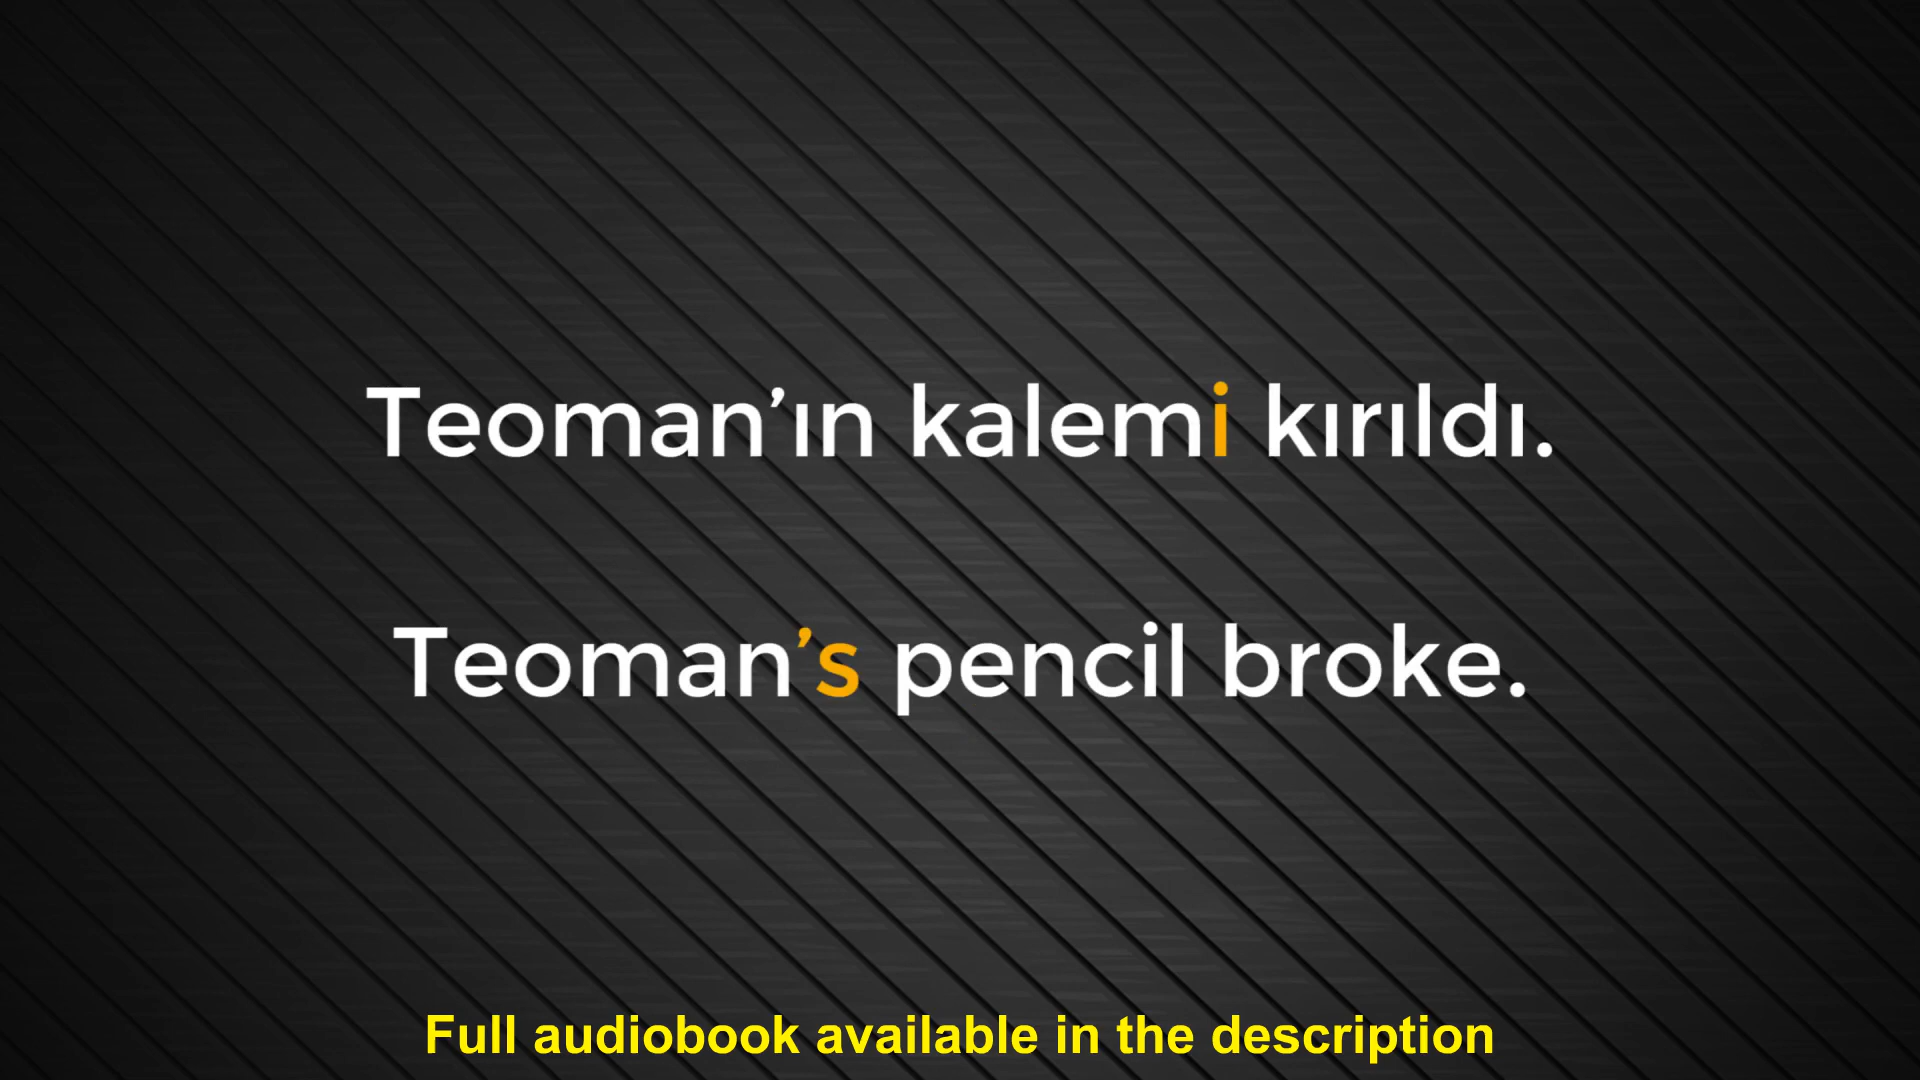 Teoman’ın kalemi kırıldı.
Teoman’s pencil broke.
Full audiobook available in the description